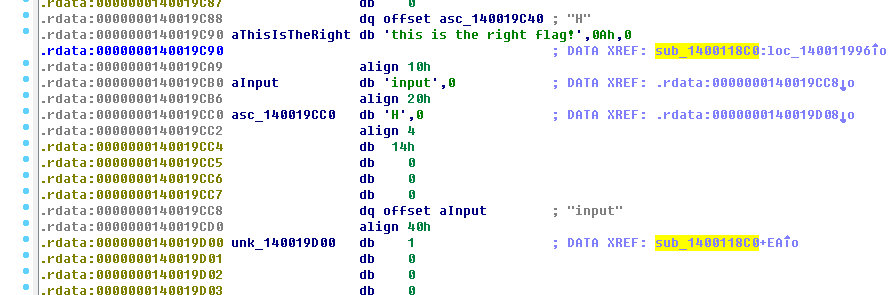 .rdata:0000000140019C87 db 0
.rdata:0000000140019C88 dq offset asc_140019C40 ; "H"
.rdata:0000000140019C90 aThisIsTheRight db 'this is the right flag!',0Ah,0
.rdata:0000000140019C90 ; DATA XREF: sub_1400118C0:loc_140011996↑o
.rdata:0000000140019CA9 align 10h
.rdata:0000000140019CB0 aInput db 'input',0 ; DATA XREF: .rdata:0000000140019CC8↓o
.rdata:0000000140019CB6 align 20h
.rdata:0000000140019CC0 asc_140019CC0 db 'H',0 ; DATA XREF: .rdata:0000000140019D08↓o
.rdata:0000000140019CC2 align 4
.rdata:0000000140019CC4 db 14h
.rdata:0000000140019CC5 db 0
.rdata:0000000140019CC6 db 0
.rdata:0000000140019CC7 db 0
.rdata:0000000140019CC8 dq offset aInput ; "input"
.rdata:0000000140019CD0 align 40h
.rdata:0000000140019D00 unk_140019D00 db 1 ; DATA XREF: sub_1400118C0+EA↑o
.rdata:0000000140019D01 db 0
.rdata:0000000140019D02 db 0
.rdata:0000000140019D03 db 0